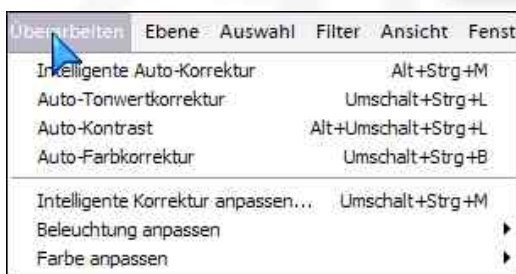 Überarbeiten Ebene Auswahl Filter Ansicht Fenst
Intelligente Auto-Korrektur Alt+Strg+M
Auto-Tonwertkorrektur Umschalt+Strg+L
Auto-Kontrast Alt+Umschalt+Strg+L
Auto-Farbkorrektur Umschalt+Strg+B
Intelligente Korrektur anpassen... Umschalt+Strg+M
Beleuchtung anpassen
Farbe anpassen